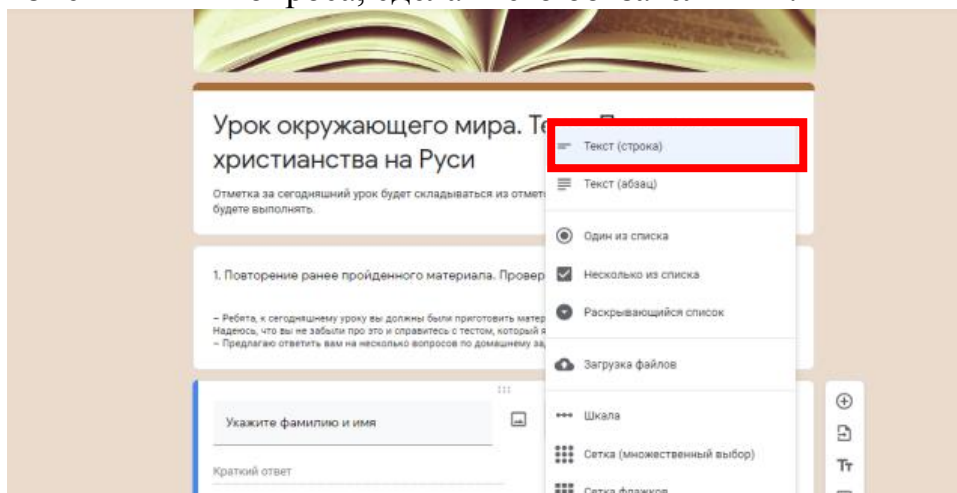 Урок окружающего мира. Те
христианства на Руси
Отметка за сегодняшний урок будет складываться из отмет
будете выполнять.
1. Повторение ранее пройденного материала. Провер
– Ребята, к сегодняшнему уроку вы должны были приготовить матер
Надеюсь, что вы не забыли про это и справитесь с тестом, который я
– Предлагаю ответить вам на несколько вопросов по домашнему за
Укажите фамилию и имя
Краткий ответ
Текст (строка)
Текст (абзац)
Один из списка
Несколько из списка
Раскрывающийся список
Загрузка файлов
Шкала
Сетка (множественный выбор)
Сетка флажков
Тт